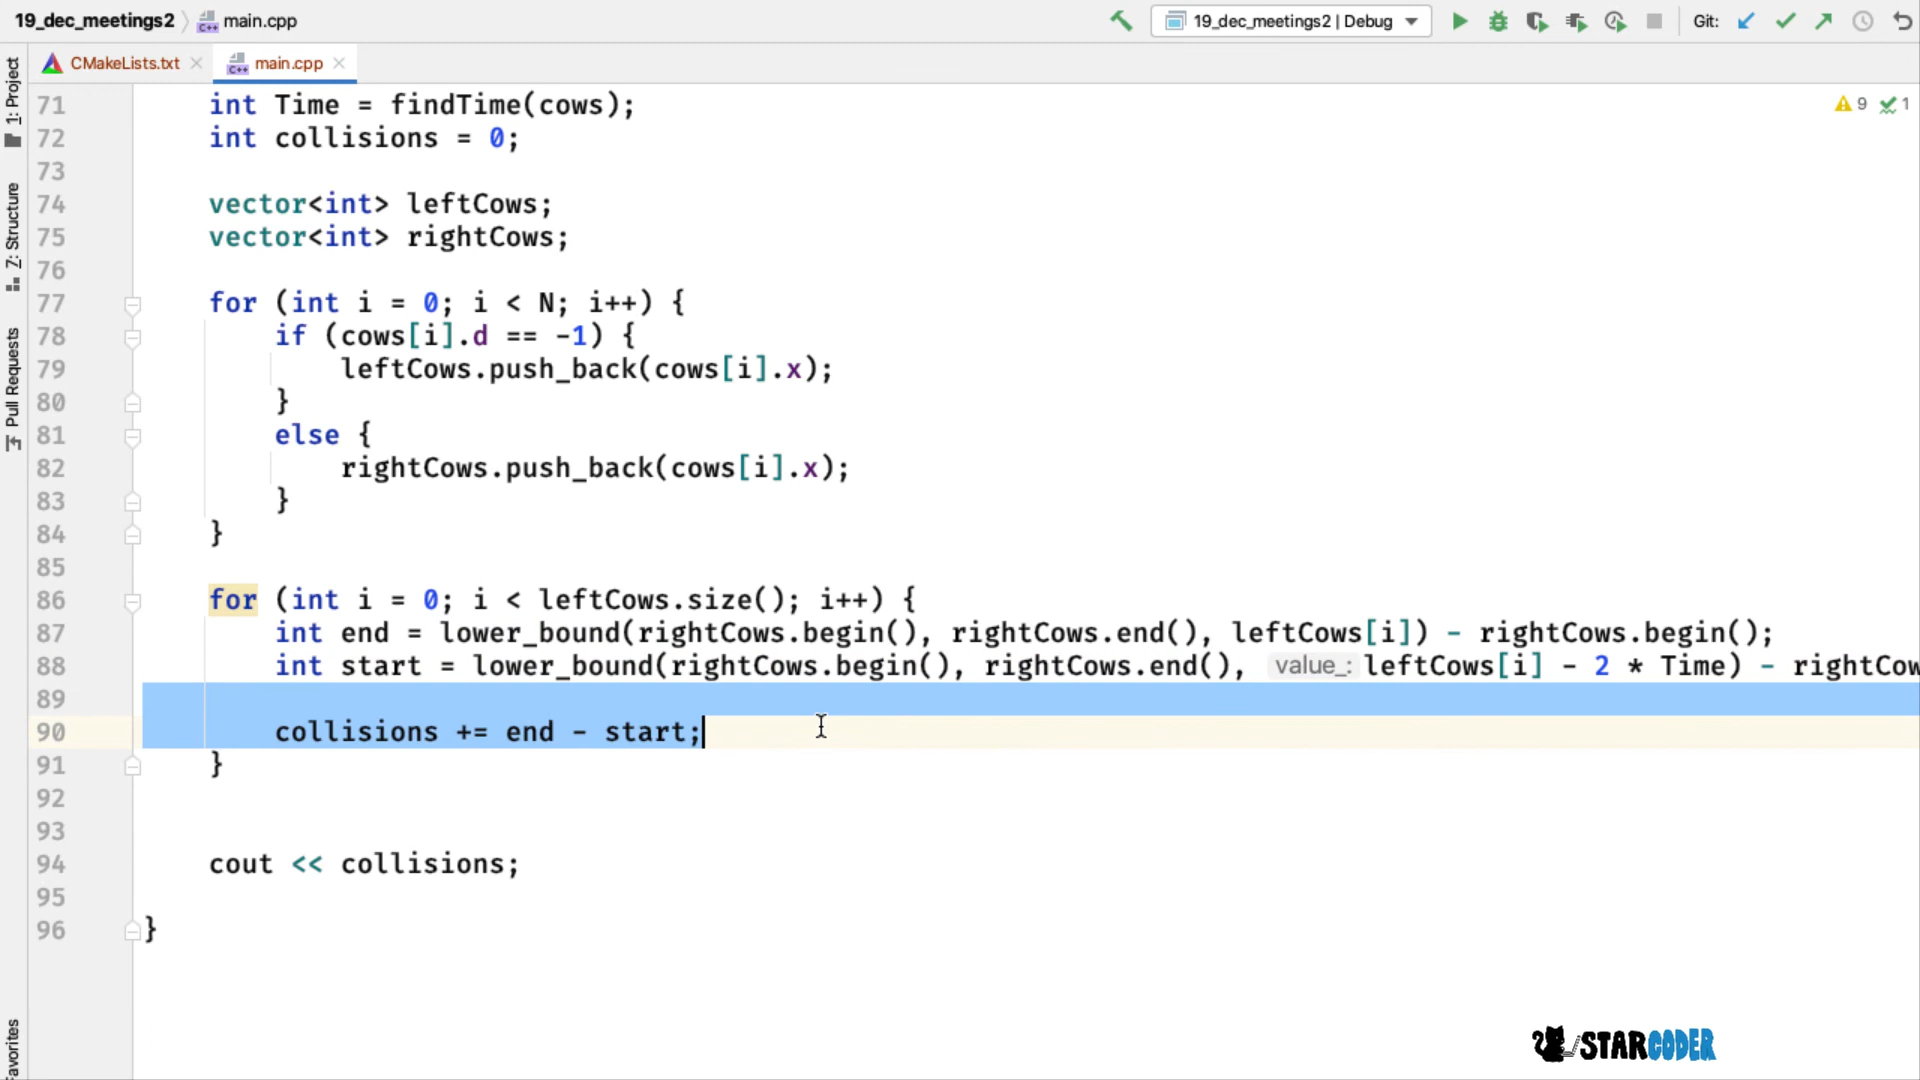 19_dec_meetings2 main.cpp 19_dec_meetings2 | Debug Git:
CMakeLists.txt main.cpp
1: Project
Z: Structure
Pull Requests
Favorites
9 1
71 int Time = findTime(cows);
72 int collisions = 0;
73
74 vector<int> leftCows;
75 vector<int> rightCows;
76
77 for (int i = 0; i < N; i++) {
78 if (cows[i].d == -1) {
79 leftCows.push_back(cows[i].x);
80 }
81 else {
82 rightCows.push_back(cows[i].x);
83 }
84 }
85
86 for (int i = 0; i < leftCows.size(); i++) {
87 int end = lower_bound(rightCows.begin(), rightCows.end(), leftCows[i]) - rightCows.begin();
88 int start = lower_bound(rightCows.begin(), rightCows.end(), value_: leftCows[i] - 2 * Time) - rightCow
89
90 collisions += end - start;
91 }
92
93
94 cout << collisions;
95
96 }
STARCODER